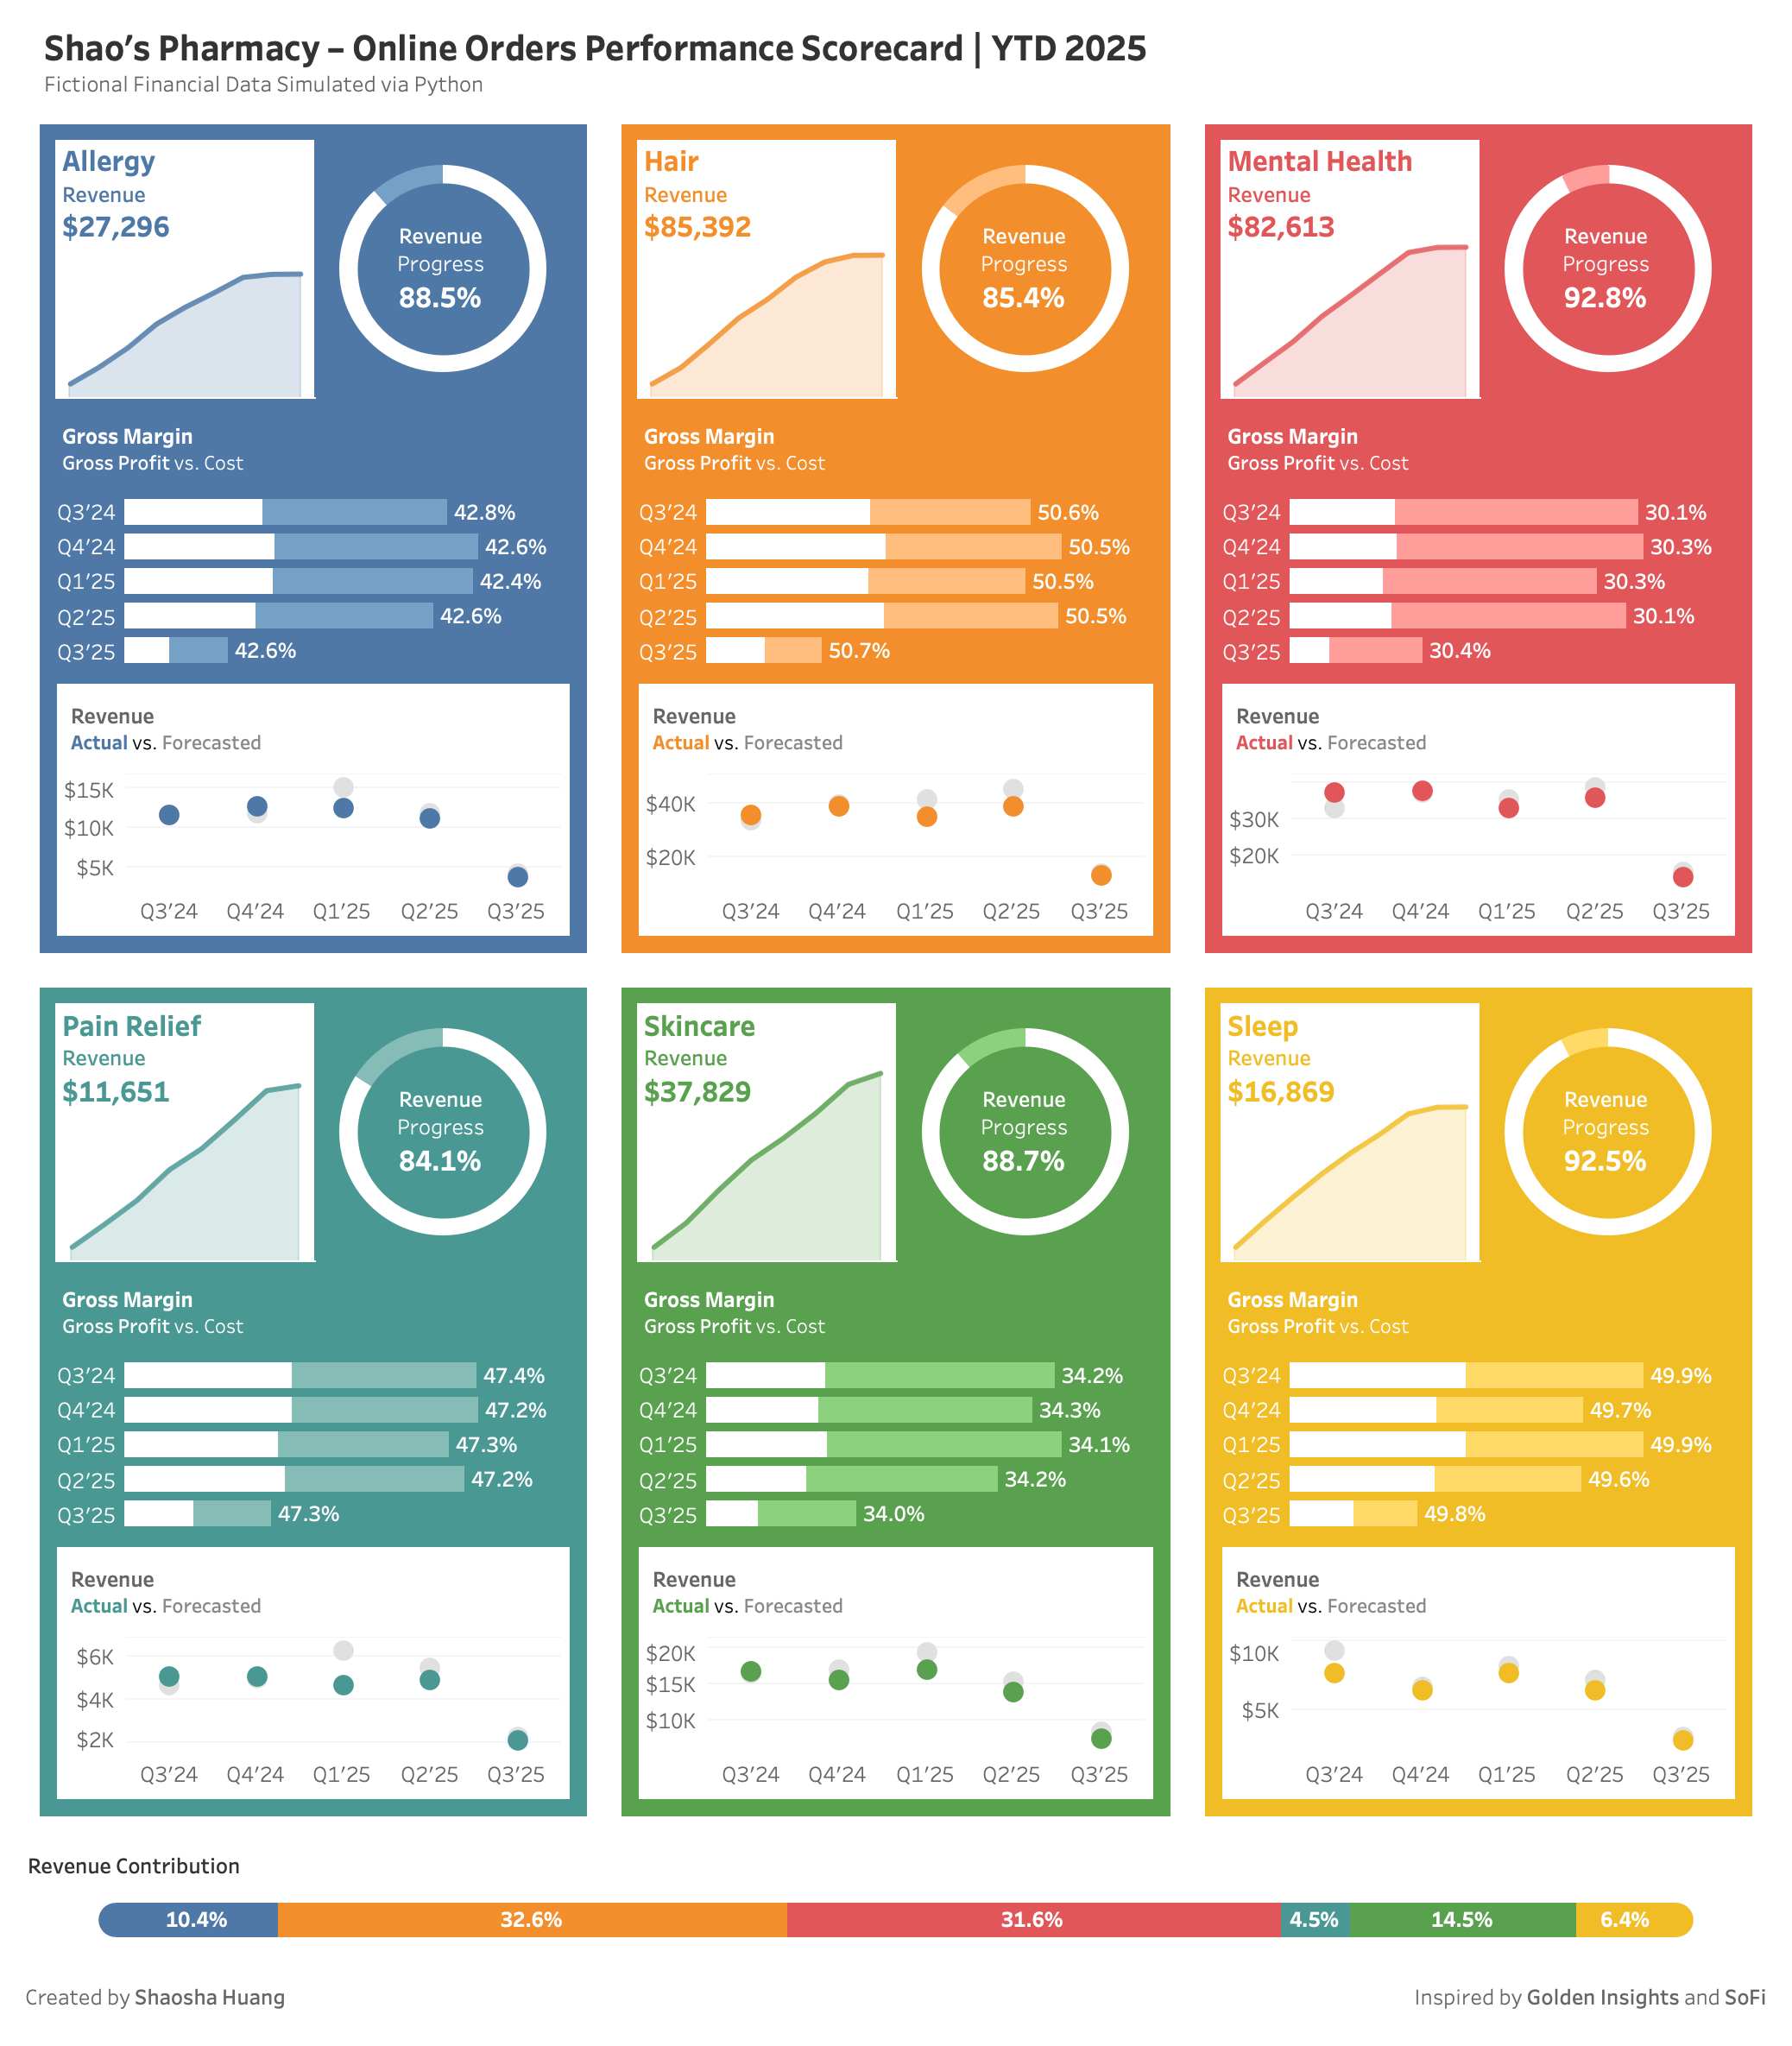 Shao’s Pharmacy – Online Orders Performance Scorecard | YTD 2025
Fictional Financial Data Simulated via Python
Allergy
Revenue
$27,296
Revenue
Progress
88.5%
Gross Margin
Gross Profit vs. Cost
Q3’24 42.8%
Q4’24 42.6%
Q1’25 42.4%
Q2’25 42.6%
Q3’25 42.6%
Revenue
Actual vs. Forecasted
$15K
$10K
$5K
Q3’24 Q4’24 Q1’25 Q2’25 Q3’25
Hair
Revenue
$85,392
Revenue
Progress
85.4%
Gross Margin
Gross Profit vs. Cost
Q3’24 50.6%
Q4’24 50.5%
Q1’25 50.5%
Q2’25 50.5%
Q3’25 50.7%
Revenue
Actual vs. Forecasted
$40K
$20K
Q3’24 Q4’24 Q1’25 Q2’25 Q3’25
Mental Health
Revenue
$82,613
Revenue
Progress
92.8%
Gross Margin
Gross Profit vs. Cost
Q3’24 30.1%
Q4’24 30.3%
Q1’25 30.3%
Q2’25 30.1%
Q3’25 30.4%
Revenue
Actual vs. Forecasted
$30K
$20K
Q3’24 Q4’24 Q1’25 Q2’25 Q3’25
Pain Relief
Revenue
$11,651
Revenue
Progress
84.1%
Gross Margin
Gross Profit vs. Cost
Q3’24 47.4%
Q4’24 47.2%
Q1’25 47.3%
Q2’25 47.2%
Q3’25 47.3%
Revenue
Actual vs. Forecasted
$6K
$4K
$2K
Q3’24 Q4’24 Q1’25 Q2’25 Q3’25
Skincare
Revenue
$37,829
Revenue
Progress
88.7%
Gross Margin
Gross Profit vs. Cost
Q3’24 34.2%
Q4’24 34.3%
Q1’25 34.1%
Q2’25 34.2%
Q3’25 34.0%
Revenue
Actual vs. Forecasted
$20K
$15K
$10K
Q3’24 Q4’24 Q1’25 Q2’25 Q3’25
Sleep
Revenue
$16,869
Revenue
Progress
92.5%
Gross Margin
Gross Profit vs. Cost
Q3’24 49.9%
Q4’24 49.7%
Q1’25 49.9%
Q2’25 49.6%
Q3’25 49.8%
Revenue
Actual vs. Forecasted
$10K
$5K
Q3’24 Q4’24 Q1’25 Q2’25 Q3’25
Revenue Contribution
10.4% 32.6% 31.6% 4.5% 14.5% 6.4%
Created by Shaosha Huang
Inspired by Golden Insights and SoFi